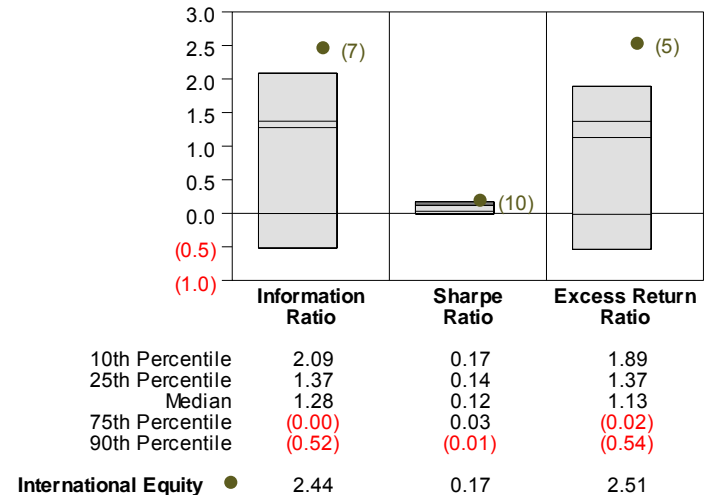 3.0
2.5
2.0
1.5
1.0
0.5
0.0
(0.5)
(1.0)
(7)
(10)
(5)
Information Ratio
Sharpe Ratio
Excess Return Ratio
10th Percentile 2.09 0.17 1.89
25th Percentile 1.37 0.14 1.37
Median 1.28 0.12 1.13
75th Percentile (0.00) 0.03 (0.02)
90th Percentile (0.52) (0.01) (0.54)
International Equity 2.44 0.17 2.51